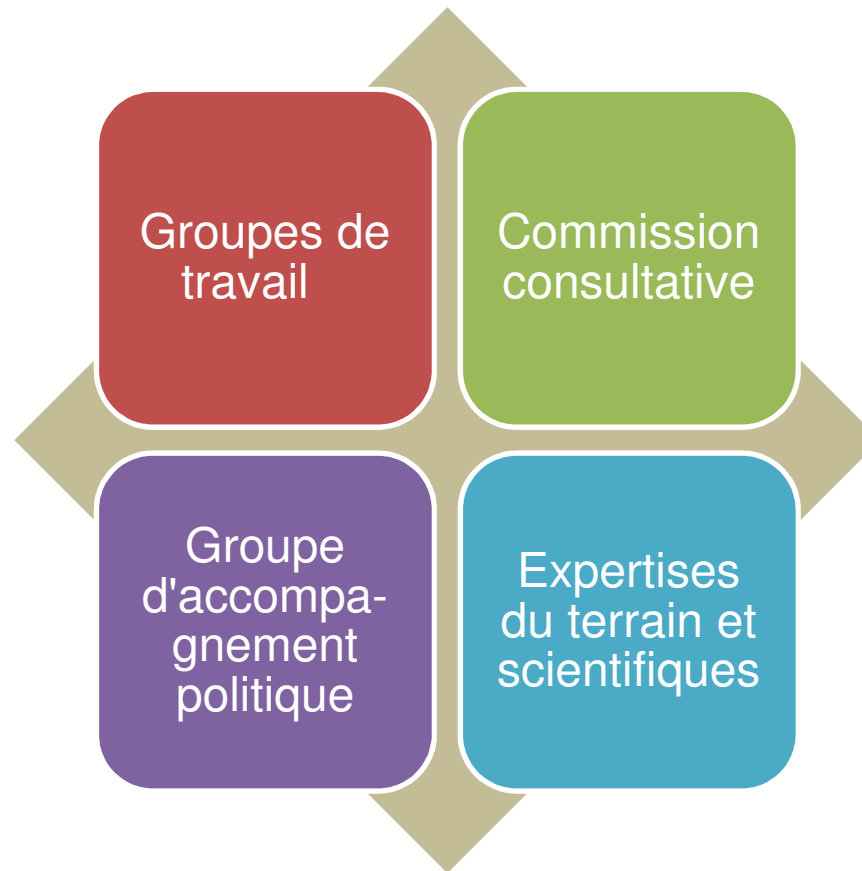 Groupes de
travail
Commission
consultative
Groupe
d'accompa-
gnement
politique
Expertises
du terrain et
scientifiques